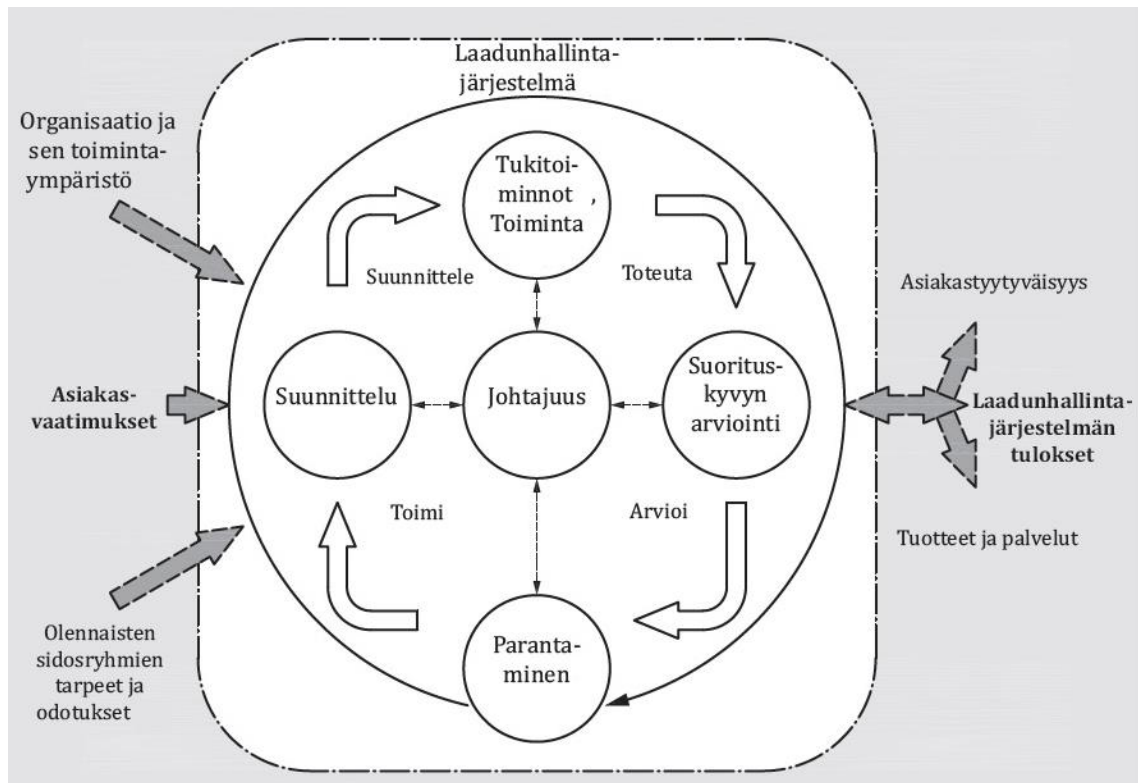 Laadunhallinta-
järjestelmä
Organisaatio ja
sen toiminta-
ympäristö
Tukitoi-
minnot ,
Toiminta
Suunnittele
Toteuta
Asiakastyytyväisyys
Asiakas-
vaatimukset
Suunnittelu
Johtajuus
Suoritus-
kyvyn
arviointi
Laadunhallinta-
järjestelmän
tulokset
Toimi
Arvioi
Tuotteet ja palvelut
Olennaisten
sidosryhmien
tarpeet ja
odotukset
Paranta-
minen